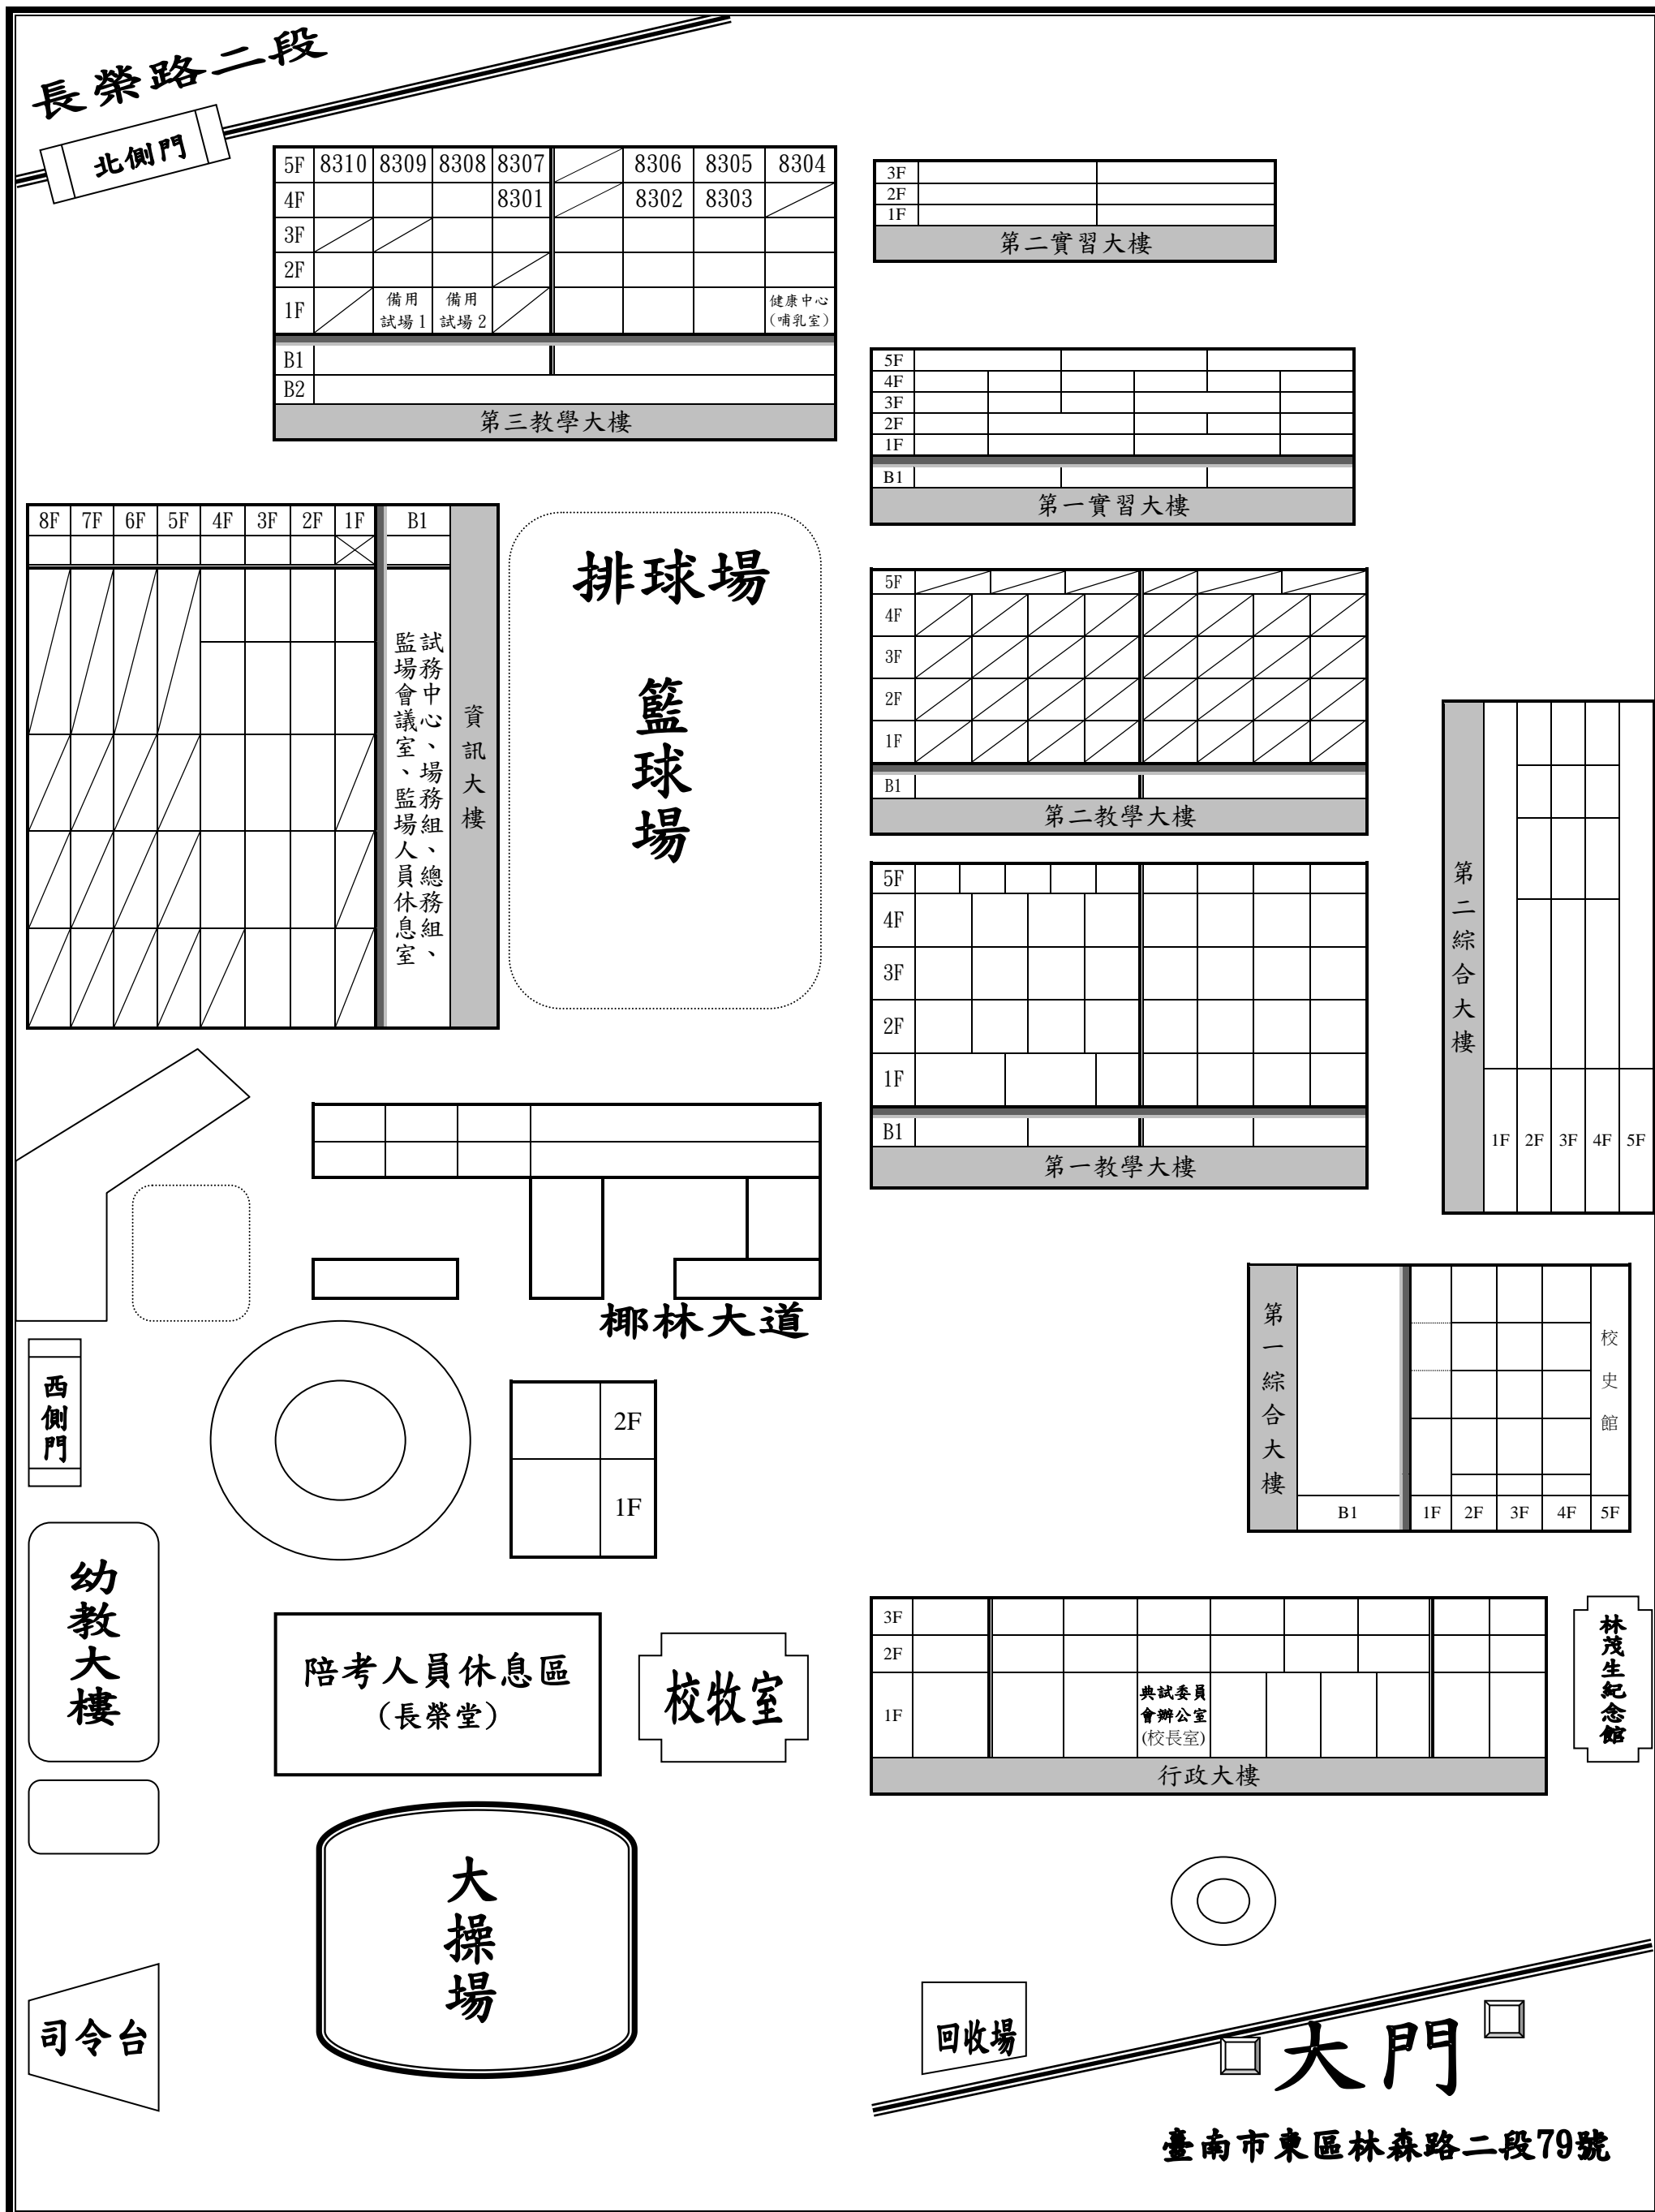 長榮路二段
北側門
5F 8310 8309 8308 8307 8306 8305 8304
4F 8301 8302 8303
3F
2F
1F 備用試場1 備用試場2 健康中心(哺乳室)
B1
B2
第三教學大樓
3F
2F
1F
第二實習大樓
5F
4F
3F
2F
1F
B1
第一實習大樓
8F 7F 6F 5F 4F 3F 2F 1F B1
試務中心、場務組、總務組、
監場會議室、監場人員休息室
資訊大樓
排球場
籃球場
5F
4F
3F
2F
1F
B1
第二教學大樓
5F
4F
3F
2F
1F
B1
第一教學大樓
第二綜合大樓
1F 2F 3F 4F 5F
椰林大道
第一綜合大樓
校史館
B1 1F 2F 3F 4F 5F
西側門
2F
1F
幼教大樓
陪考人員休息區
(長榮堂)
校牧室
3F
2F
1F
典試委員
會辦公室
(校長室)
行政大樓
林茂生紀念館
大操場
司令台
回收場
大門
臺南市東區林森路二段79號